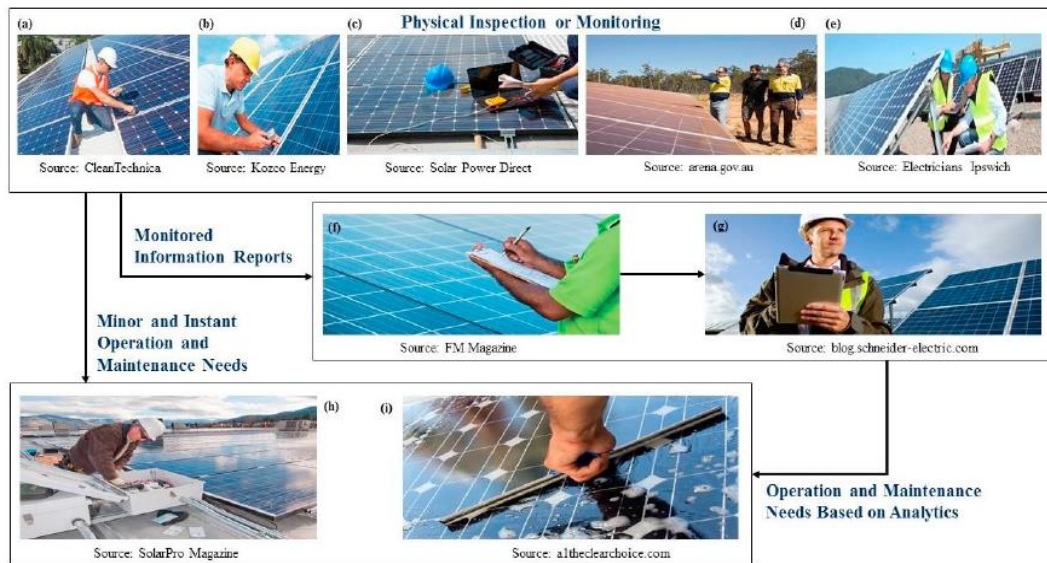 (a)
Physical Inspection or Monitoring
(b)
(c)
(d)
(e)
Source: CleanTechnica
Source: Kozco Energy
Source: Solar Power Direct
Source: arena.gov.au
Source: Electricians Ipswich
Monitored
Information Reports
(f)
(g)
Source: FM Magazine
Source: blog.schneider-electric.com
Minor and Instant
Operation and
Maintenance Needs
(h)
(i)
Source: SolarPro Magazine
Source: a1theclearchoice.com
Operation and Maintenance
Needs Based on Analytics